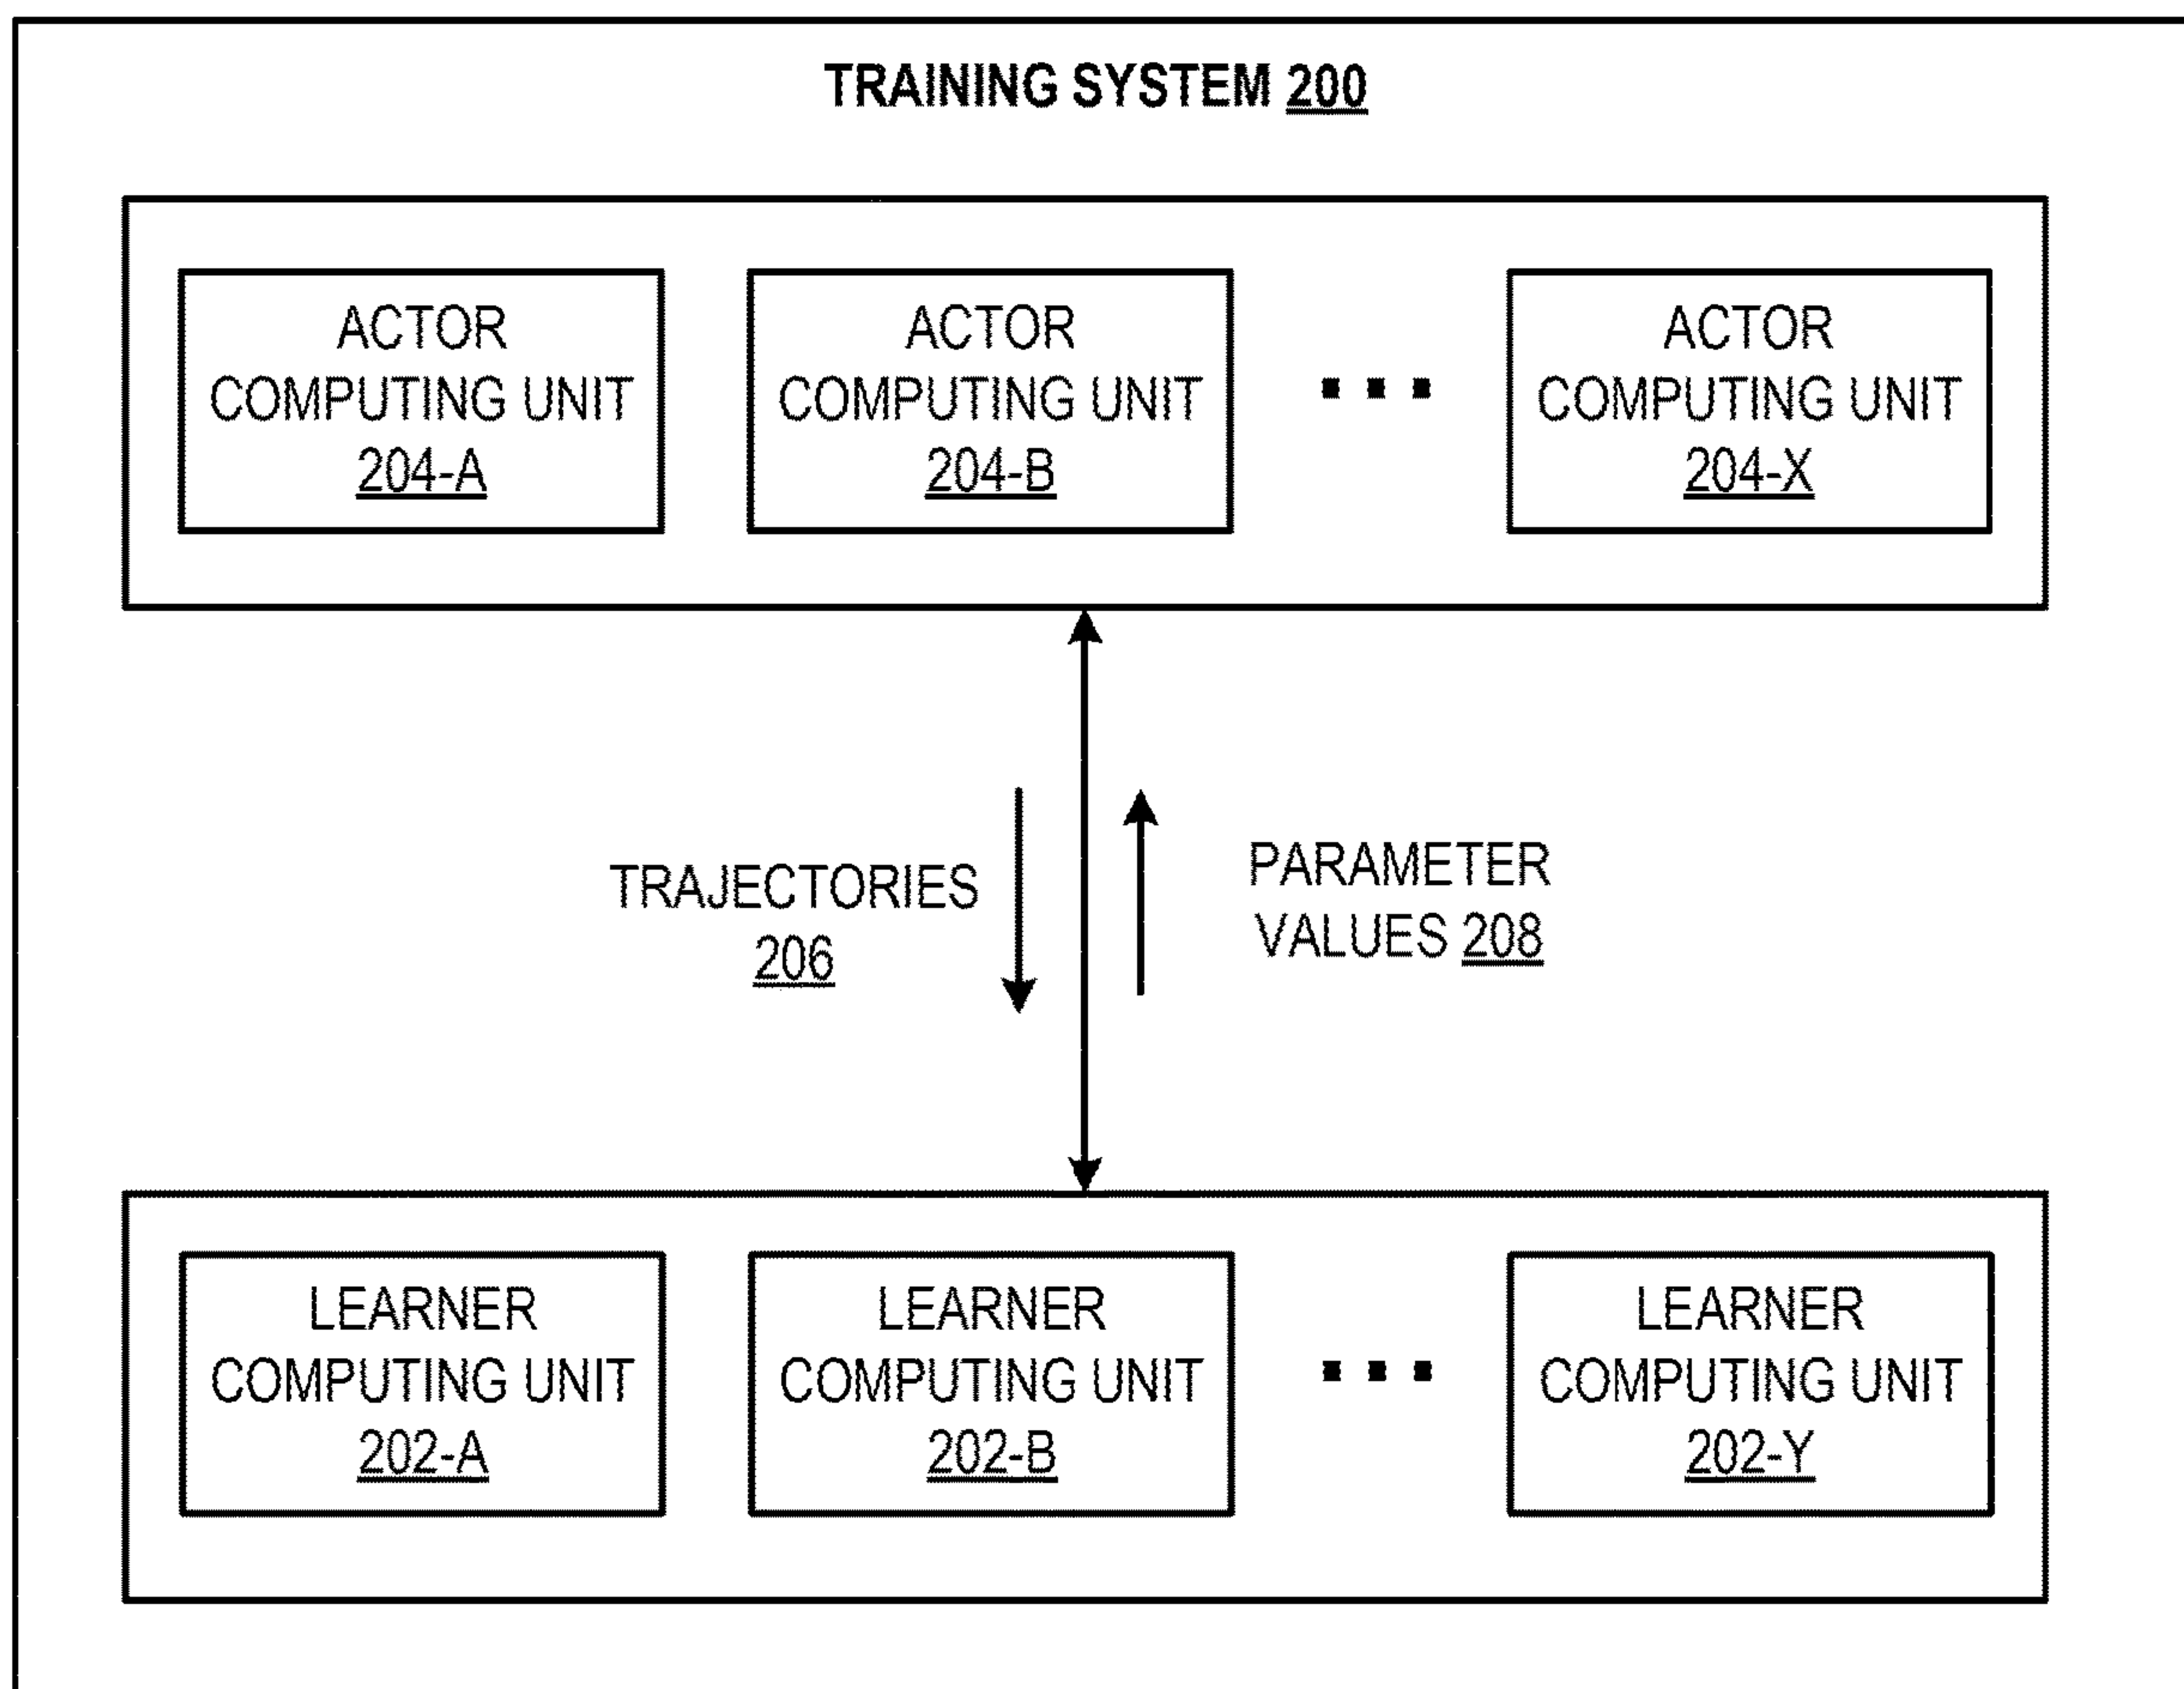 TRAINING SYSTEM 200
ACTOR
COMPUTING UNIT
204-A
ACTOR
COMPUTING UNIT
204-B
ACTOR
COMPUTING UNIT
204-X
TRAJECTORIES
206
PARAMETER
VALUES 208
LEARNER
COMPUTING UNIT
202-A
LEARNER
COMPUTING UNIT
202-B
LEARNER
COMPUTING UNIT
202-Y